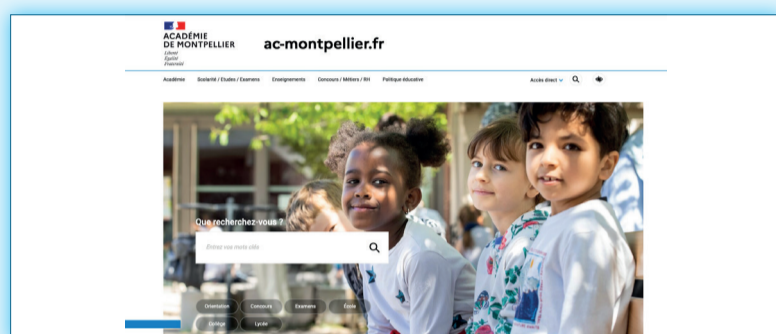 ACADÉMIE
DE MONTPELLIER
Liberté
Égalité
Fraternité
ac-montpellier.fr
Académie Scolarité / Etudes / Examens Enseignements Concours / Métiers / RH Politique éducative Accès direct
Que recherchez-vous ?
Entrez vos mots clés
Orientation Concours Examens École
Collège Lycée